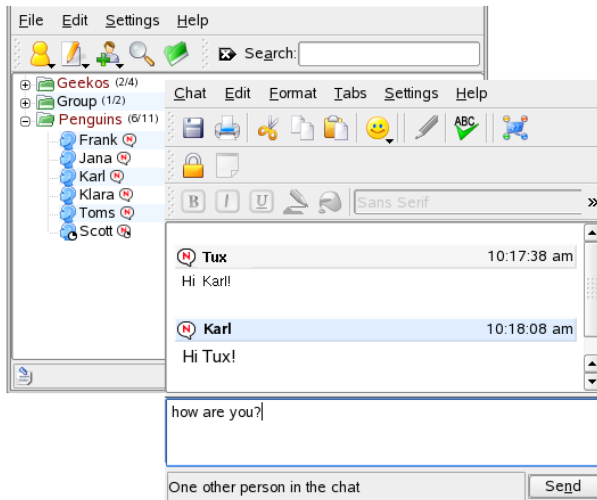 File Edit Settings Help
Search:
Geekos (2/4)
Group (1/2)
Penguins (6/11)
Frank N
Jana N
Karl N
Klara N
Toms N
Scott N
Chat Edit Format Tabs Settings Help
ABC
B I U Sans Serif »
N Tux 10:17:38 am
Hi Karl!
N Karl 10:18:08 am
Hi Tux!
how are you?
One other person in the chat Send